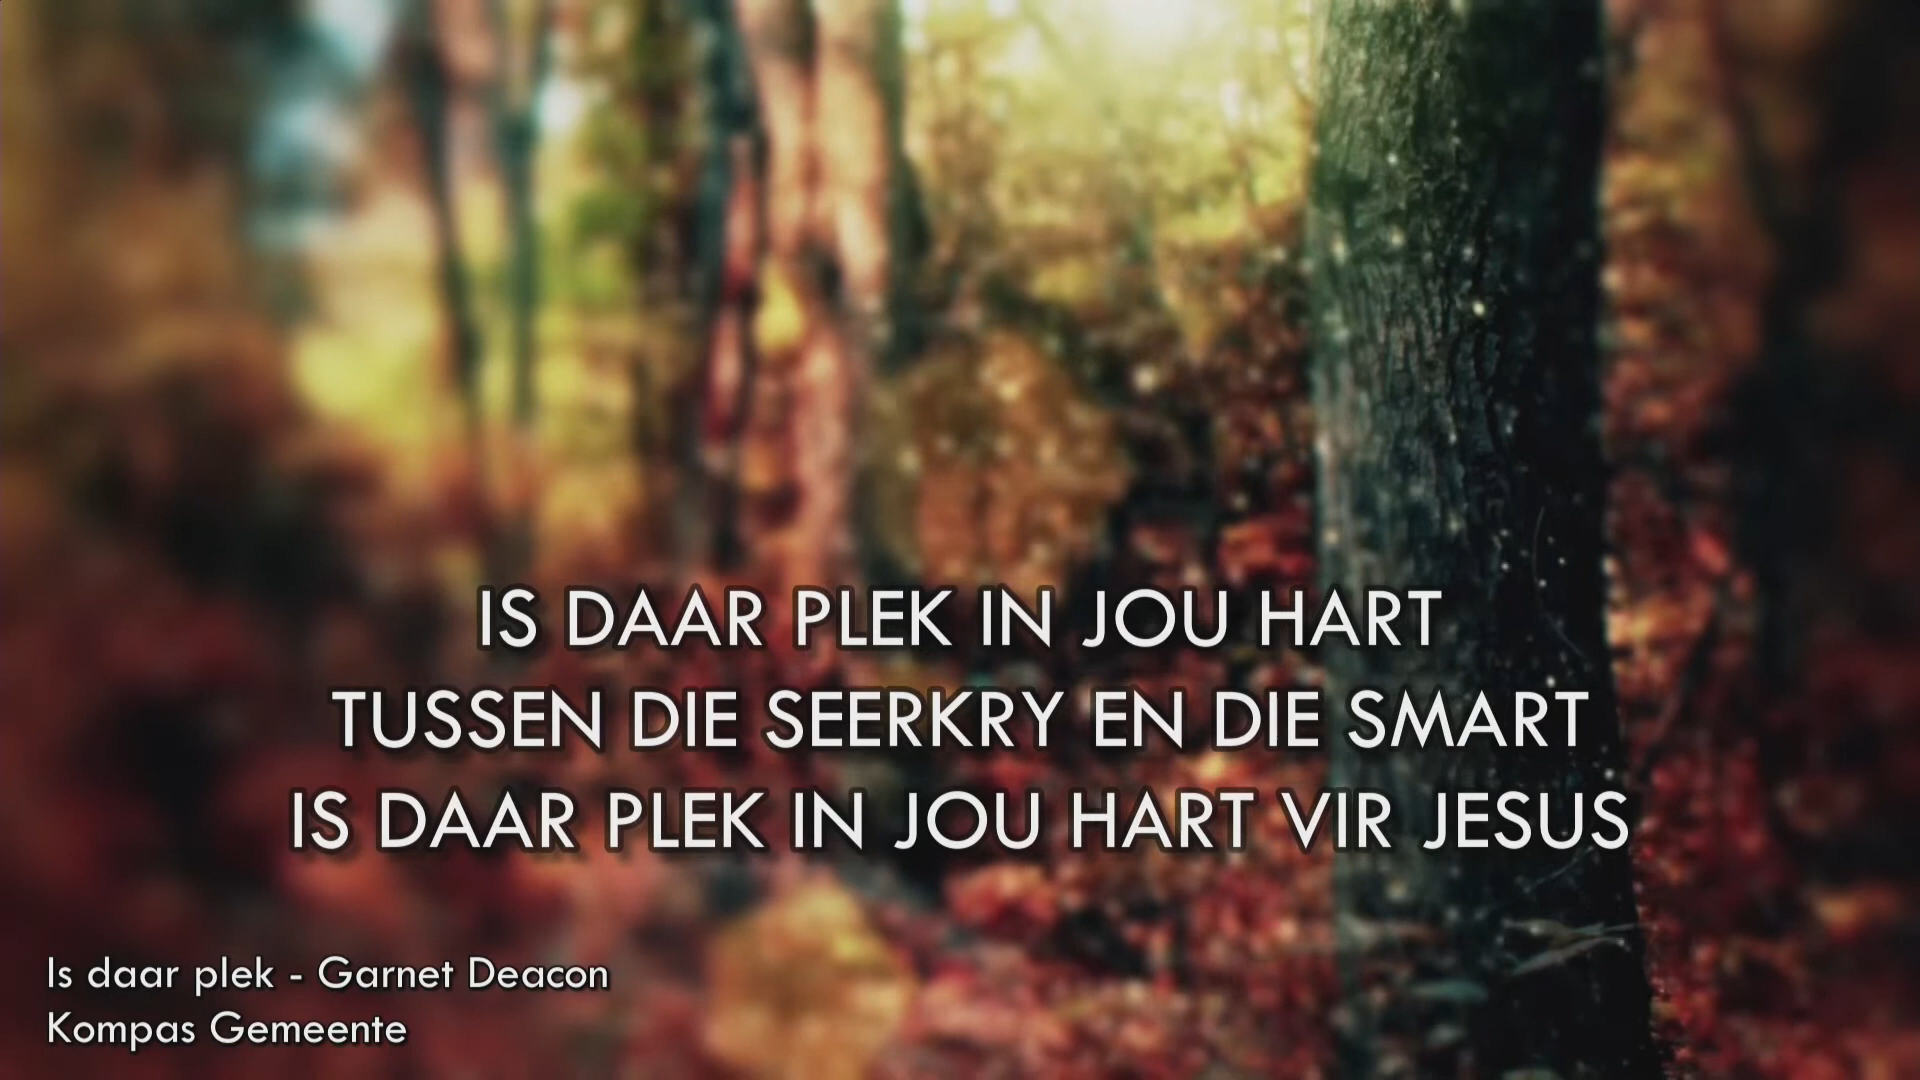 IS DAAR PLEK IN JOU HART
TUSSEN DIE SEERKRY EN DIE SMART
IS DAAR PLEK IN JOU HART VIR JESUS
Is daar plek - Garnet Deacon
Kompas Gemeente